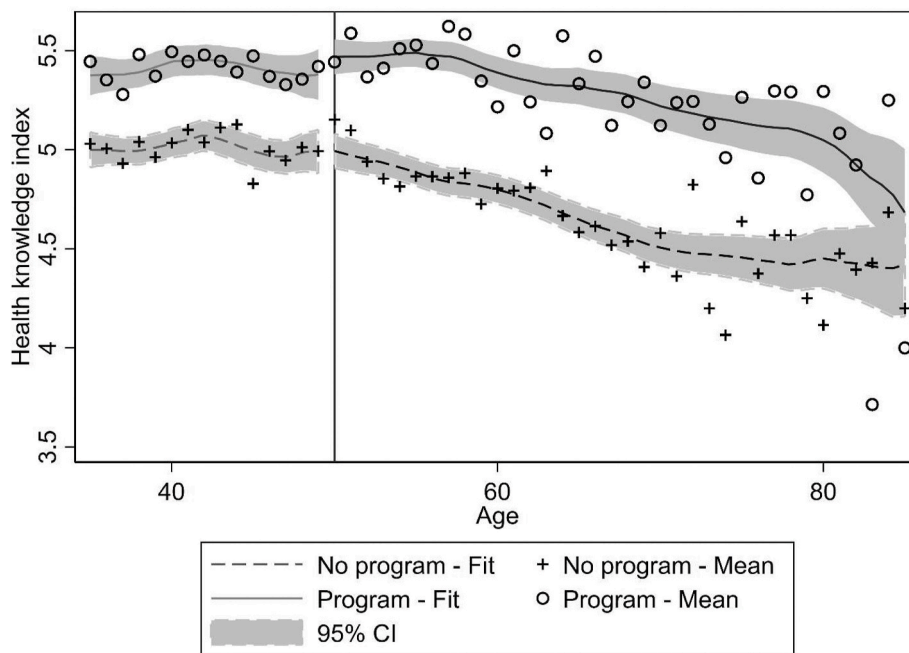 5.5
5
4.5
4
3.5
Health knowledge index
40
60
80
Age
No program - Fit
No program - Mean
Program - Fit
Program - Mean
95% CI